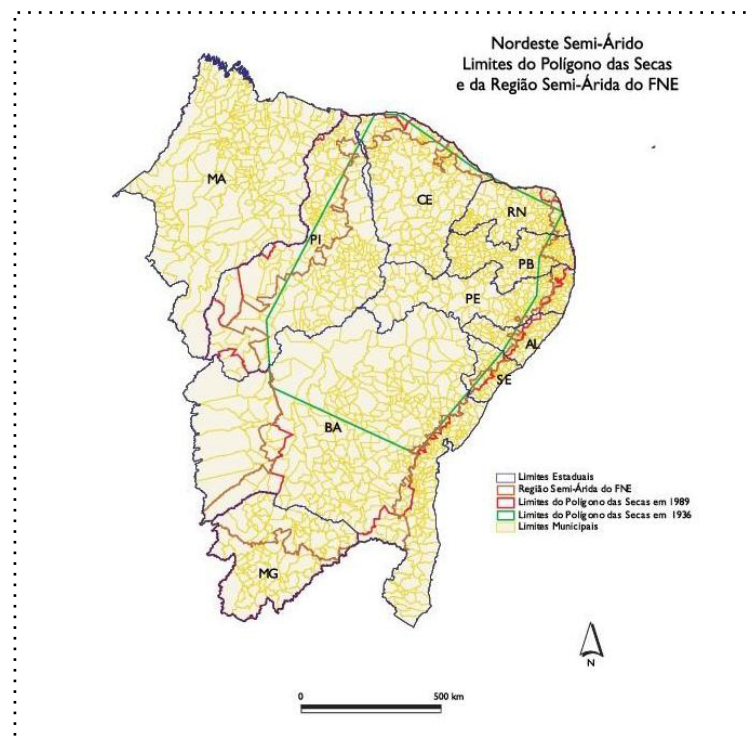 Nordeste Semi-Árido
Limites do Polígono das Secas
e da Região Semi-Árida do FNE
MA
CE
RN
PI
PB
PE
AL
SE
BA
Limites Estaduais
Região Semi-Árida do FNE
Limites do Polígono das Secas em 1989
Limites do Polígono das Secas em 1936
Limites Municipais
MG
N
0 500 km